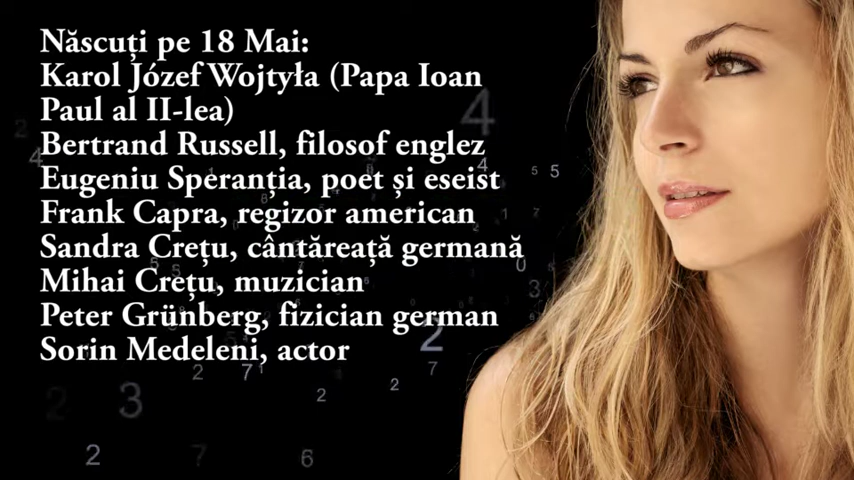 Născuți pe 18 Mai:
Karol Józef Wojtyła (Papa Ioan
Paul al II-lea)
Bertrand Russell, filosof englez
Eugeniu Speranția, poet și eseist
Frank Capra, regizor american
Sandra Crețu, cântăreață germană
Mihai Crețu, muzician
Peter Grünberg, fizician german
Sorin Medeleni, actor